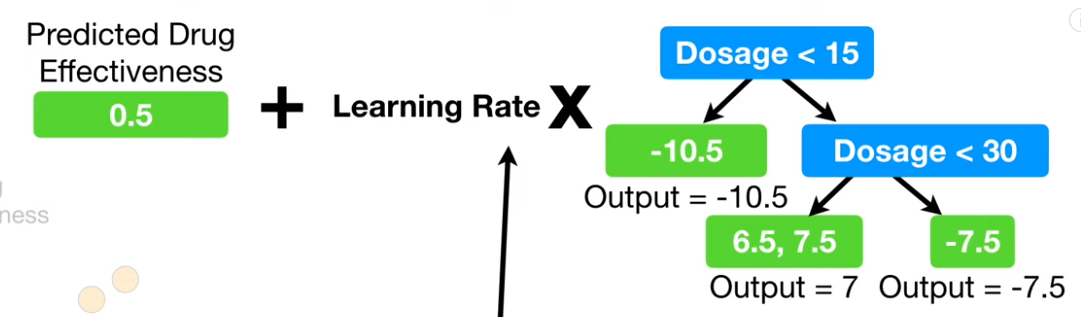 Predicted Drug
Effectiveness
0.5
+
Learning Rate
X
Dosage < 15
-10.5
Output = -10.5
Dosage < 30
6.5, 7.5
Output = 7
-7.5
Output = -7.5
ness